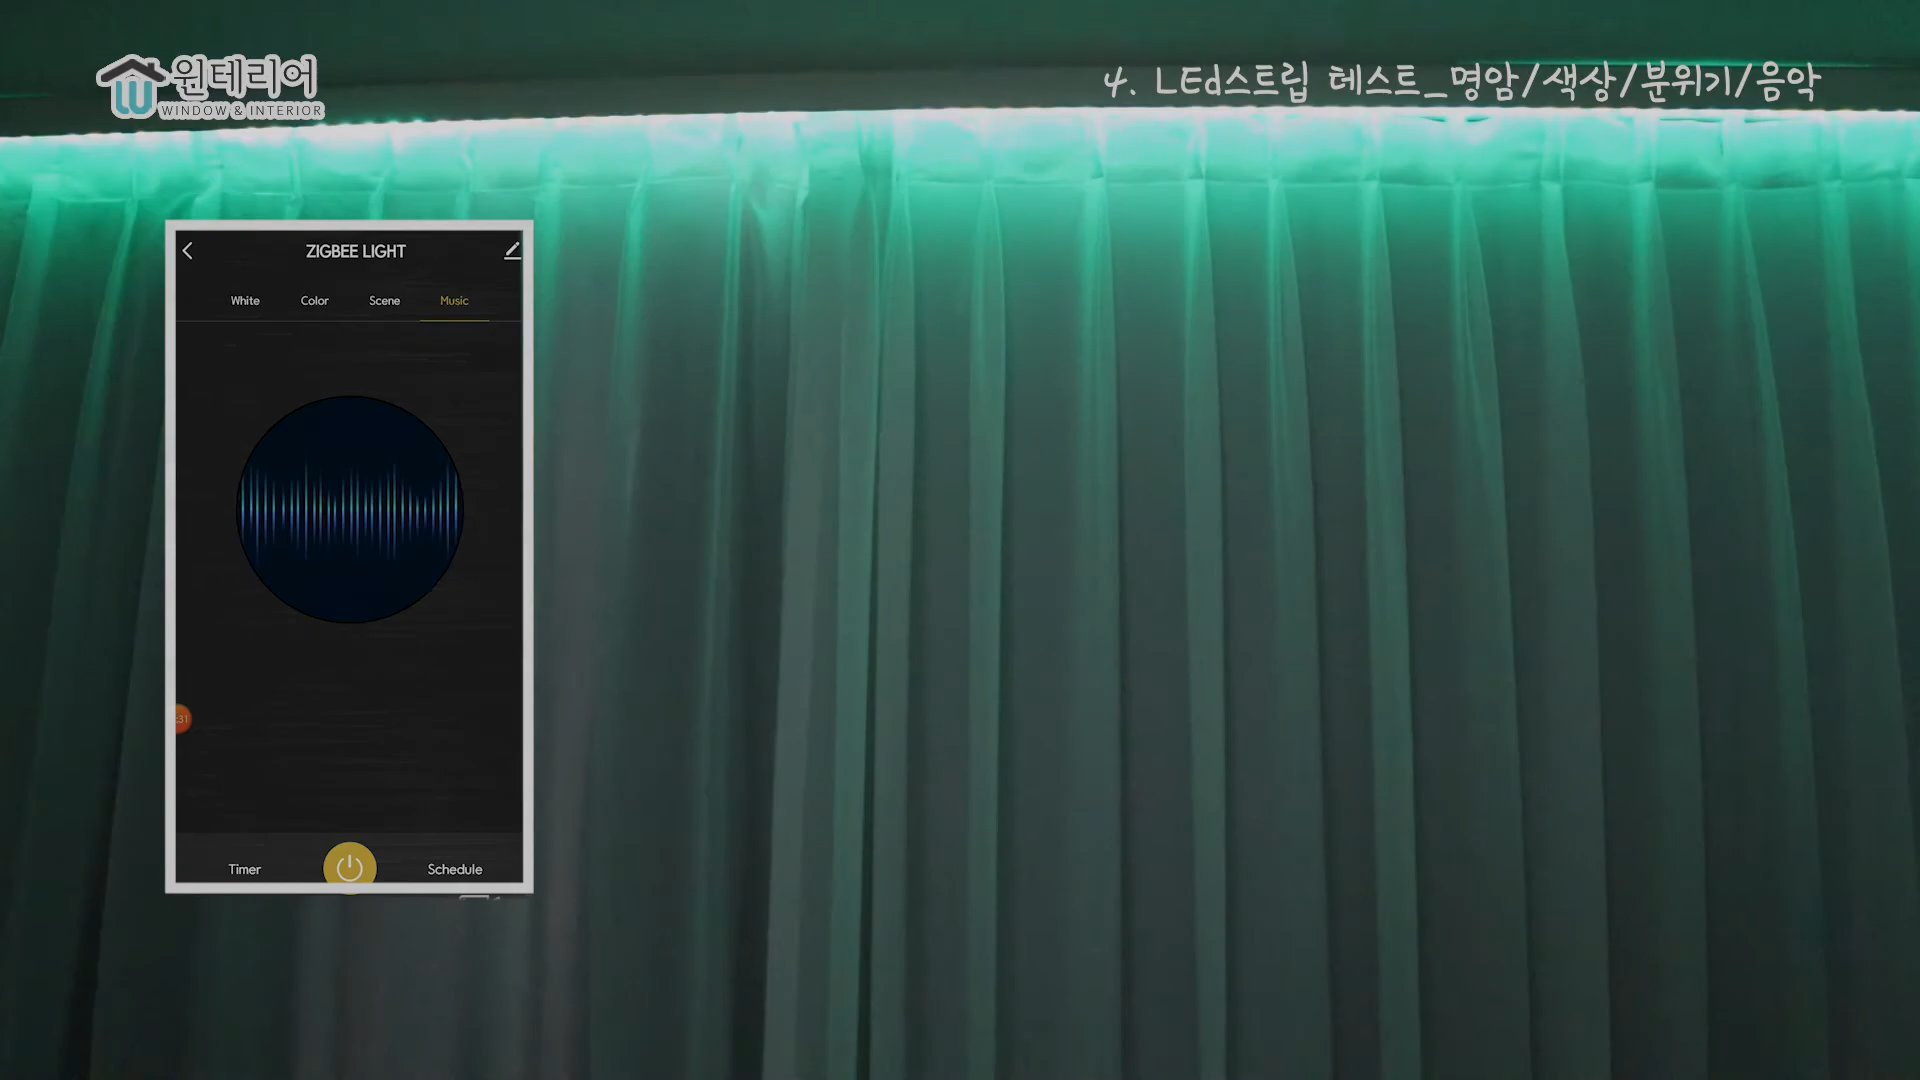 윈테리어
WINDOW & INTERIOR
4. LEd스트립 테스트_명암/색상/분위기/음악
ZIGBEE LIGHT
White
Color
Scene
Music
:31
Timer
Schedule